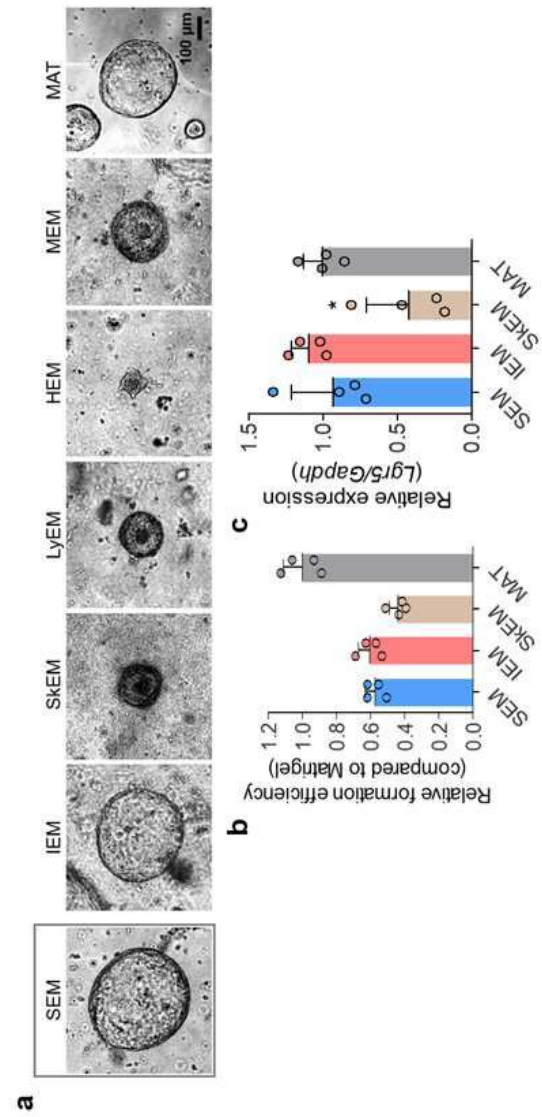 a
SEM
IEM
SkEM
LyEM
HEM
MEM
MAT
100 µm
b
Relative formation efficiency
(compared to Matrigel)
1.2
1.0
0.8
0.6
0.4
0.2
0.0
SEM
IEM
SkEM
MAT
c
Relative expression
(Lgr5/Gapdh)
1.5
1.0
0.5
0.0
*
SEM
IEM
SkEM
MAT